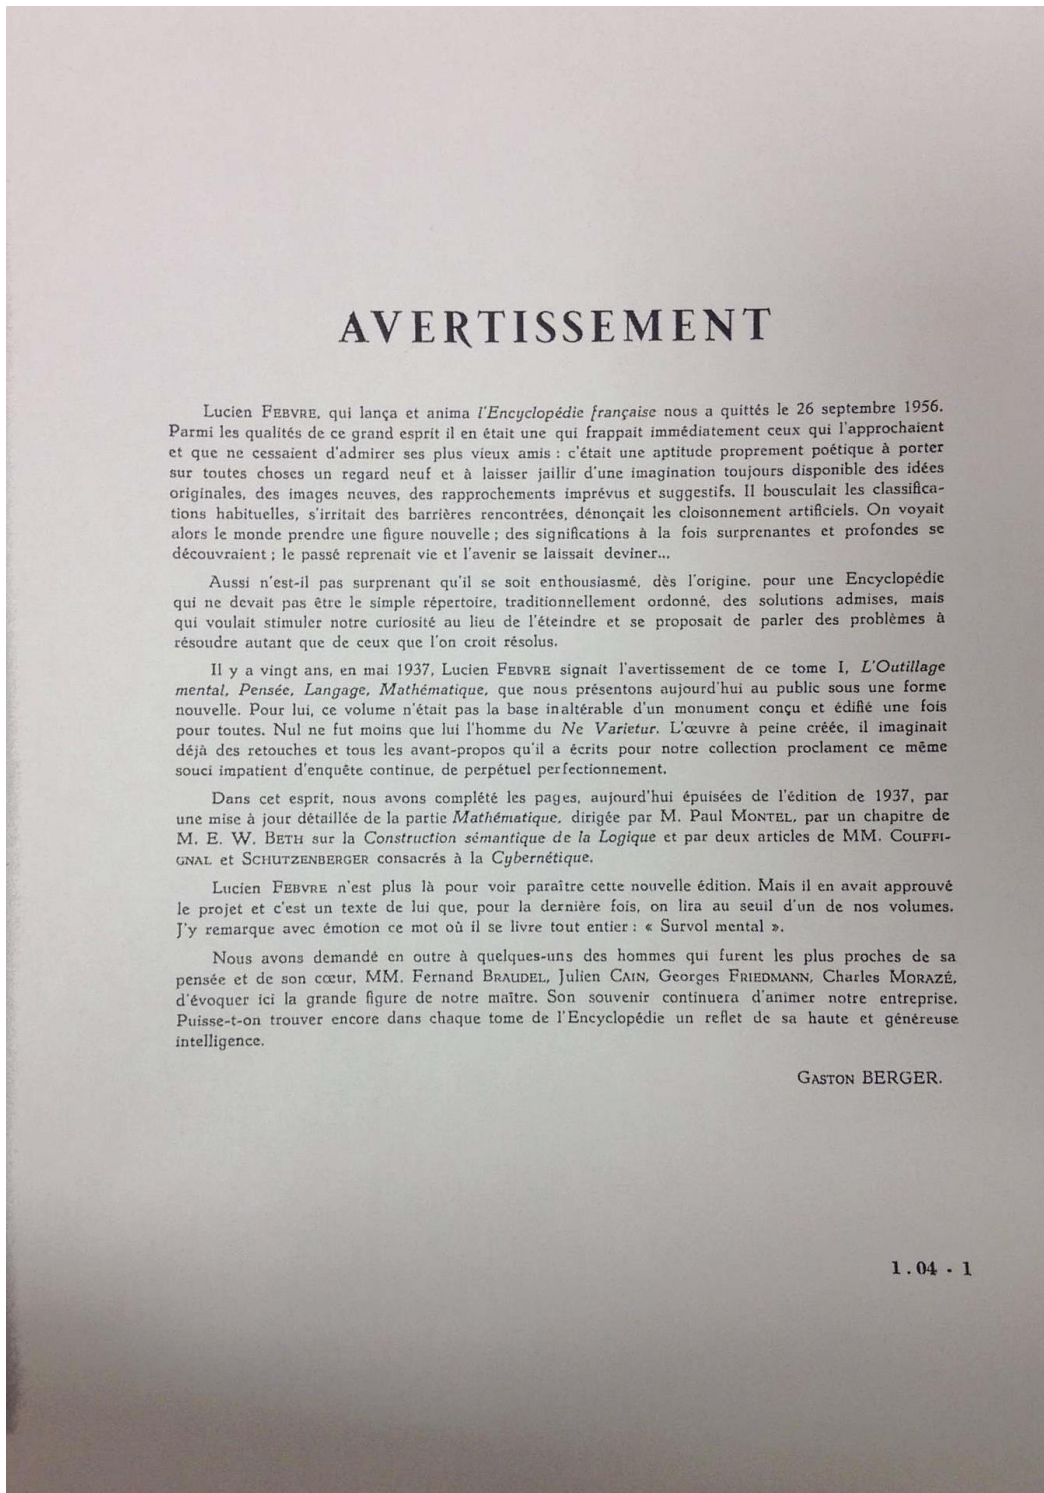 AVERTISSEMENT
Lucien FEBVRE, qui lança et anima l'Encyclopédie française nous a quittés le 26 septembre 1956.
Parmi les qualités de ce grand esprit il en était une qui frappait immédiatement ceux qui l'approchaient
et que ne cessaient d'admirer ses plus vieux amis : c'était une aptitude proprement poétique à porter
sur toutes choses un regard neuf et à laisser jaillir d'une imagination toujours disponible des idées
originales, des images neuves, des rapprochements imprévus et suggestifs. Il bousculait les classifica-
tions habituelles, s'irritait des barrières rencontrées, dénonçait les cloisonnement artificiels. On voyait
alors le monde prendre une figure nouvelle ; des significations à la fois surprenantes et profondes se
découvraient ; le passé reprenait vie et l'avenir se laissait deviner...
Aussi n'est-il pas surprenant qu'il se soit enthousiasmé, dès l'origine, pour une Encyclopédie
qui ne devait pas être le simple répertoire, traditionnellement ordonné, des solutions admises, mais
qui voulait stimuler notre curiosité au lieu de l'éteindre et se proposait de parler des problèmes à
résoudre autant que de ceux que l'on croit résolus.
Il y a vingt ans, en mai 1937, Lucien FEBVRE signait l'avertissement de ce tome I, L'Outillage
mental, Pensée, Langage, Mathématique, que nous présentons aujourd'hui au public sous une forme
nouvelle. Pour lui, ce volume n'était pas la base inaltérable d'un monument conçu et édifié une fois
pour toutes. Nul ne fut moins que lui l'homme du Ne Varietur. L'œuvre à peine créée, il imaginait
déjà des retouches et tous les avant-propos qu'il a écrits pour notre collection proclament ce même
souci impatient d'enquête continue, de perpétuel perfectionnement.
Dans cet esprit, nous avons complété les pages, aujourd'hui épuisées de l'édition de 1937, par
une mise à jour détaillée de la partie Mathématique, dirigée par M. Paul MONTEL, par un chapitre de
M. E. W. BETH sur la Construction sémantique de la Logique et par deux articles de MM. COUFFI-
GNAL et SCHUTZENBERGER consacrés à la Cybernétique.
Lucien FEBVRE n'est plus là pour voir paraître cette nouvelle édition. Mais il en avait approuvé
le projet et c'est un texte de lui que, pour la dernière fois, on lira au seuil d'un de nos volumes.
J'y remarque avec émotion ce mot où il se livre tout entier : « Survol mental ».
Nous avons demandé en outre à quelques-uns des hommes qui furent les plus proches de sa
pensée et de son cœur, MM. Fernand BRAUDEL, Julien CAIN, Georges FRIEDMANN, Charles MORAZÉ,
d'évoquer ici la grande figure de notre maître. Son souvenir continuera d'animer notre entreprise.
Puisse-t-on trouver encore dans chaque tome de l'Encyclopédie un reflet de sa haute et généreuse
intelligence.
GASTON BERGER.
1.04 - 1